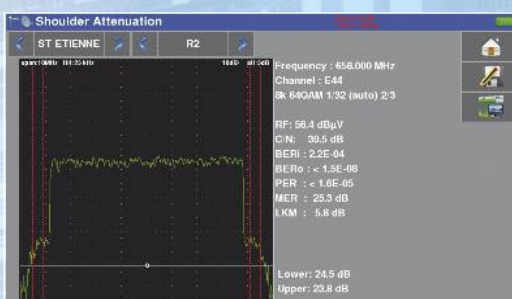 Shoulder Attenuation
ST ETIENNE
R2
span:10MHz
10dB/
Frequency : 658.000 MHz
Channel : E44
8k 64QAM 1/32 (auto) 2/3
RF: 56.4 dBµV
C/N: 30.5 dB
BERi : 2.2E-04
BERo : < 1.5E-08
PER : < 1.6E-05
MER : 25.3 dB
LKM : 5.8 dB
Lower: 24.5 dB
Upper: 23.8 dB